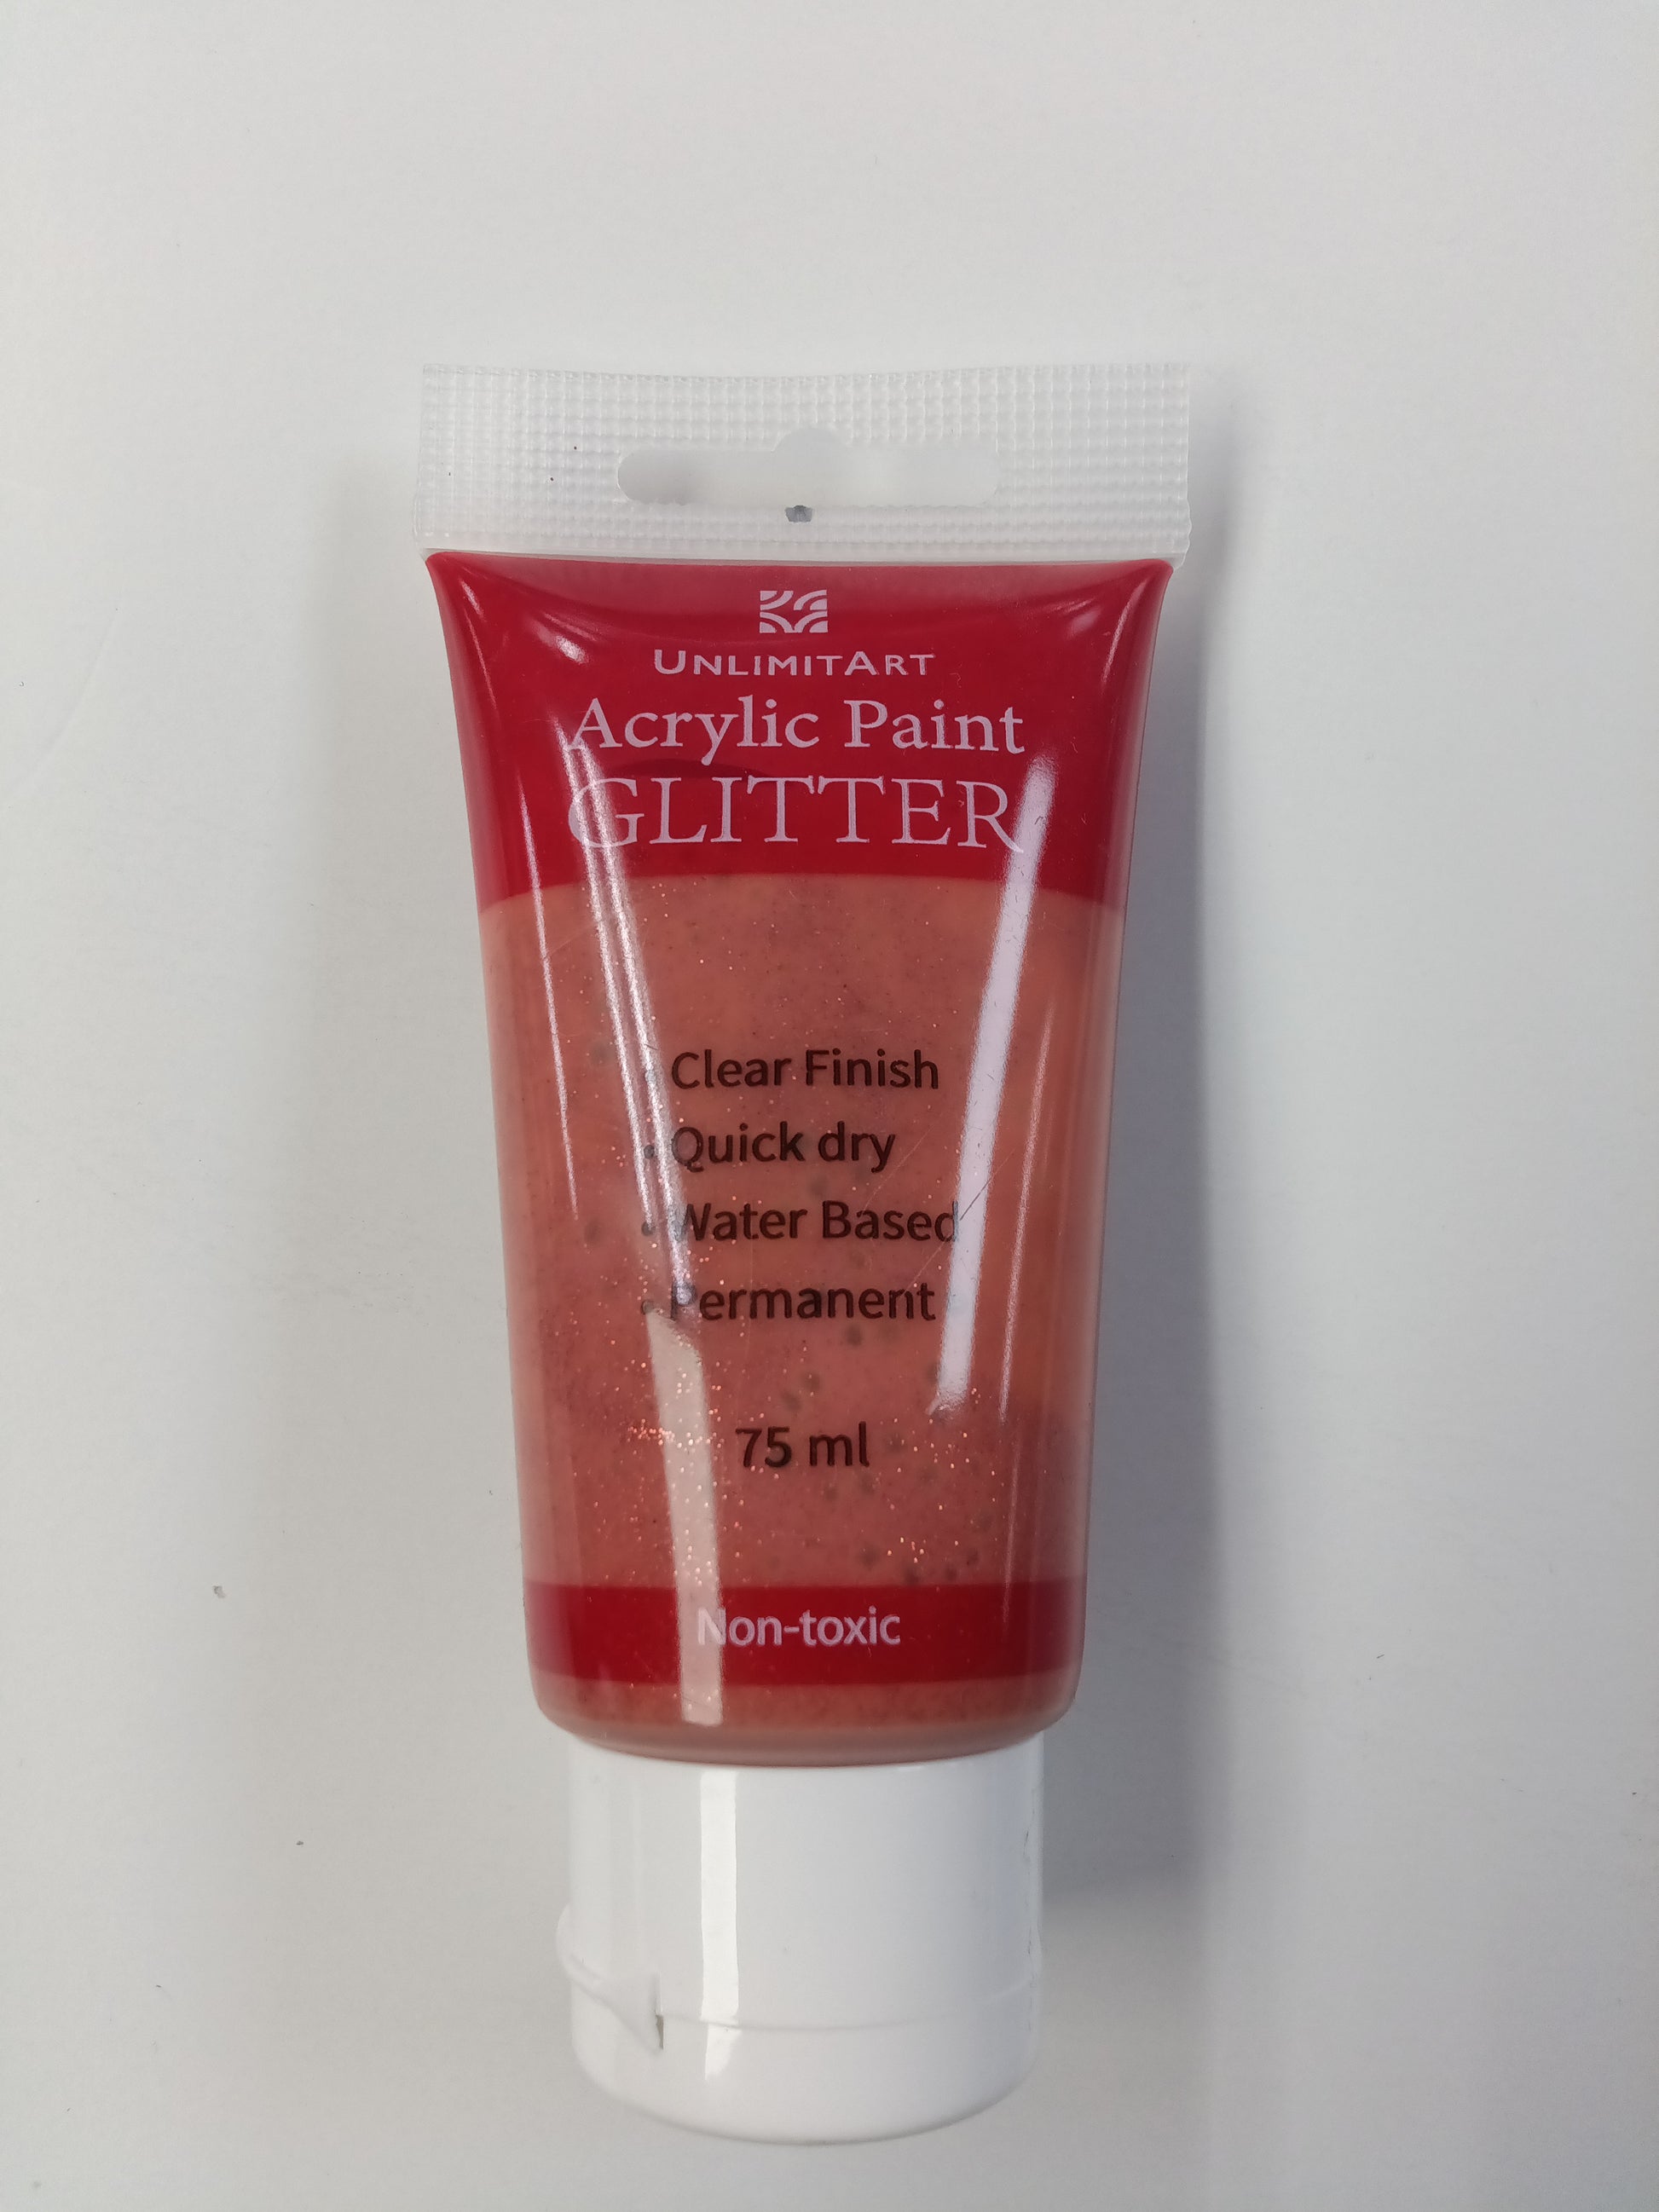 UNLIMITART
Acrylic Paint
GLITTER
• Clear Finish
• Quick dry
• Water Based
• Permanent
75 ml
Non-toxic